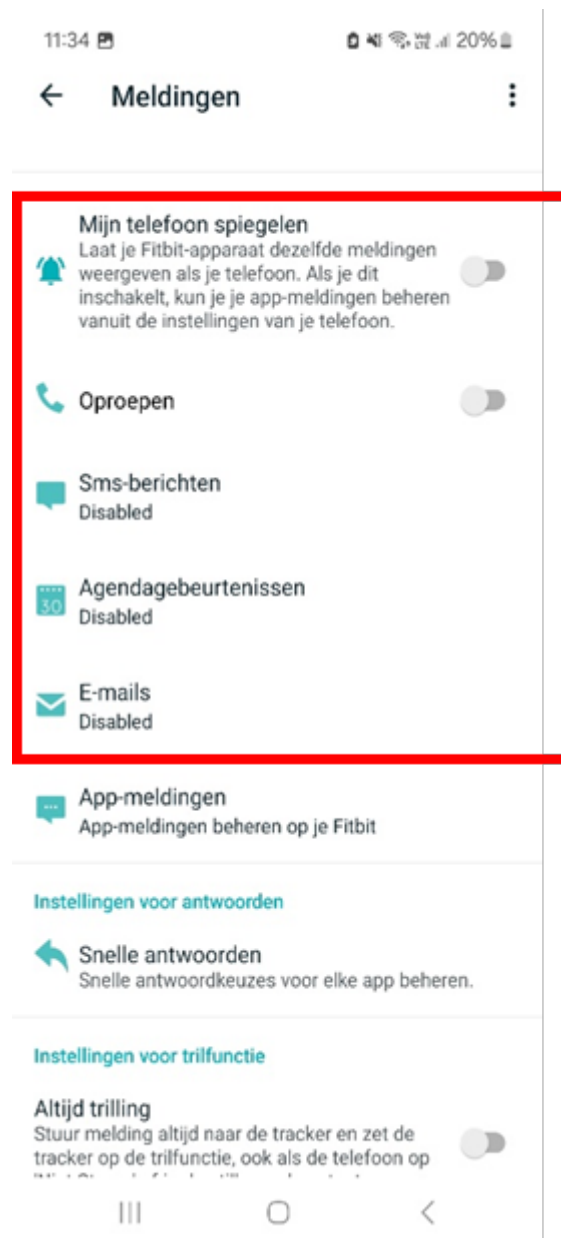 11:34 20%
Meldingen
Mijn telefoon spiegelen
Laat je Fitbit-apparaat dezelfde meldingen
weergeven als je telefoon. Als je dit
inschakelt, kun je je app-meldingen beheren
vanuit de instellingen van je telefoon.
Oproepen
Sms-berichten
Disabled
30
Agendagebeurtenissen
Disabled
E-mails
Disabled
App-meldingen
App-meldingen beheren op je Fitbit
Instellingen voor antwoorden
Snelle antwoorden
Snelle antwoordkeuzes voor elke app beheren.
Instellingen voor trilfunctie
Altijd trilling
Stuur melding altijd naar de tracker en zet de
tracker op de trilfunctie, ook als de telefoon op